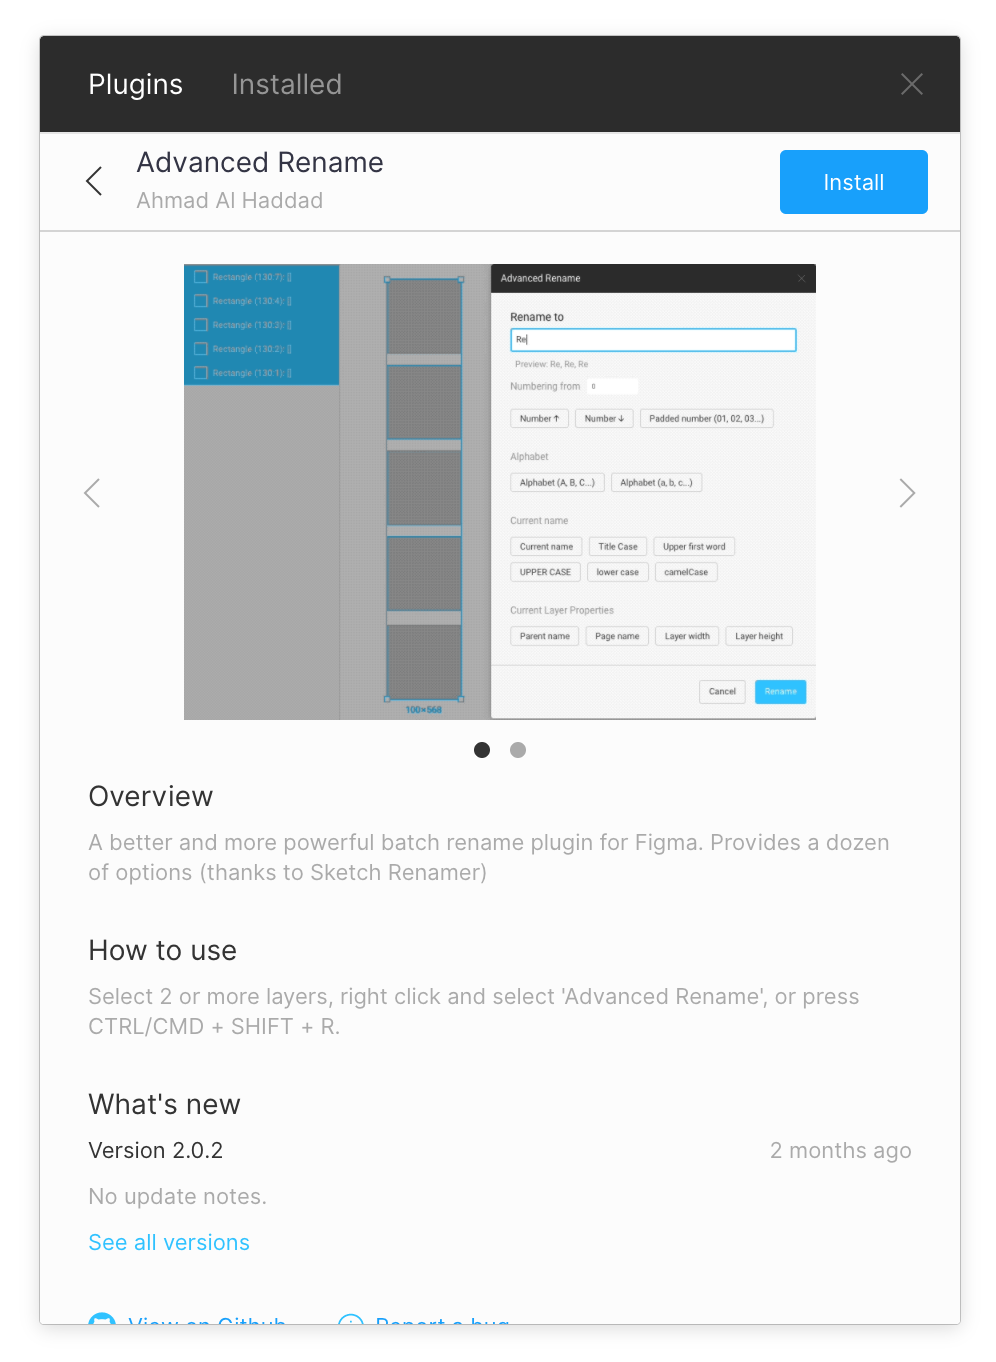 Plugins Installed
Advanced Rename
Ahmad Al Haddad
Install
Rectangle (130:7): []
Rectangle (130:4): []
Rectangle (130:3): []
Rectangle (130:2): []
Rectangle (130:1): []
100×568
Advanced Rename
Rename to
Re
Preview: Re, Re, Re
Numbering from 0
Number ↑ Number ↓ Padded number (01, 02, 03...)
Alphabet
Alphabet (A, B, C...) Alphabet (a, b, c...)
Current name
Current name Title Case Upper first word
UPPER CASE lower case camelCase
Current Layer Properties
Parent name Page name Layer width Layer height
Cancel Rename
Overview
A better and more powerful batch rename plugin for Figma. Provides a dozen
of options (thanks to Sketch Renamer)
How to use
Select 2 or more layers, right click and select 'Advanced Rename', or press
CTRL/CMD + SHIFT + R.
What's new
Version 2.0.2 2 months ago
No update notes.
See all versions
View on Github Report a bug